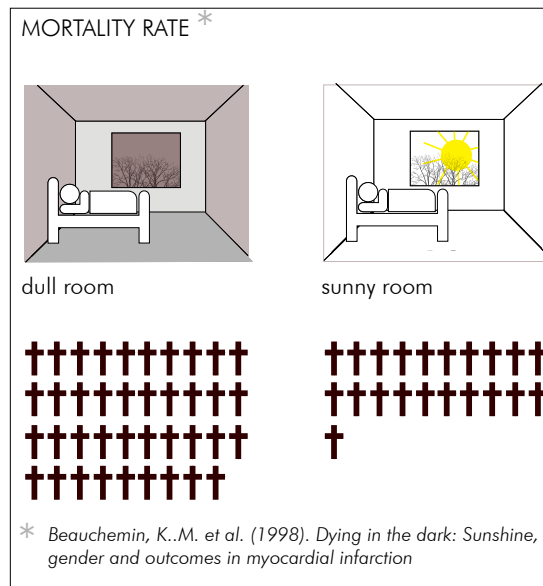 MORTALITY RATE *
dull room
sunny room
* Beauchemin, K..M. et al. (1998). Dying in the dark: Sunshine,
gender and outcomes in myocardial infarction